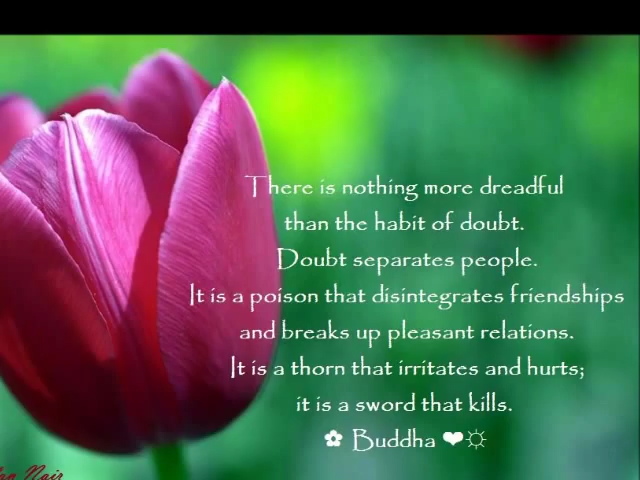 There is nothing more dreadful
than the habit of doubt.
Doubt separates people.
It is a poison that disintegrates friendships
and breaks up pleasant relations.
It is a thorn that irritates and hurts;
it is a sword that kills.
✿ Buddha ❤☼
Noir